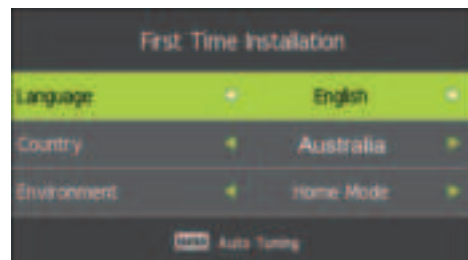 First Time Installation
Language English
Country Australia
Environment Home Mode
Auto Tuning